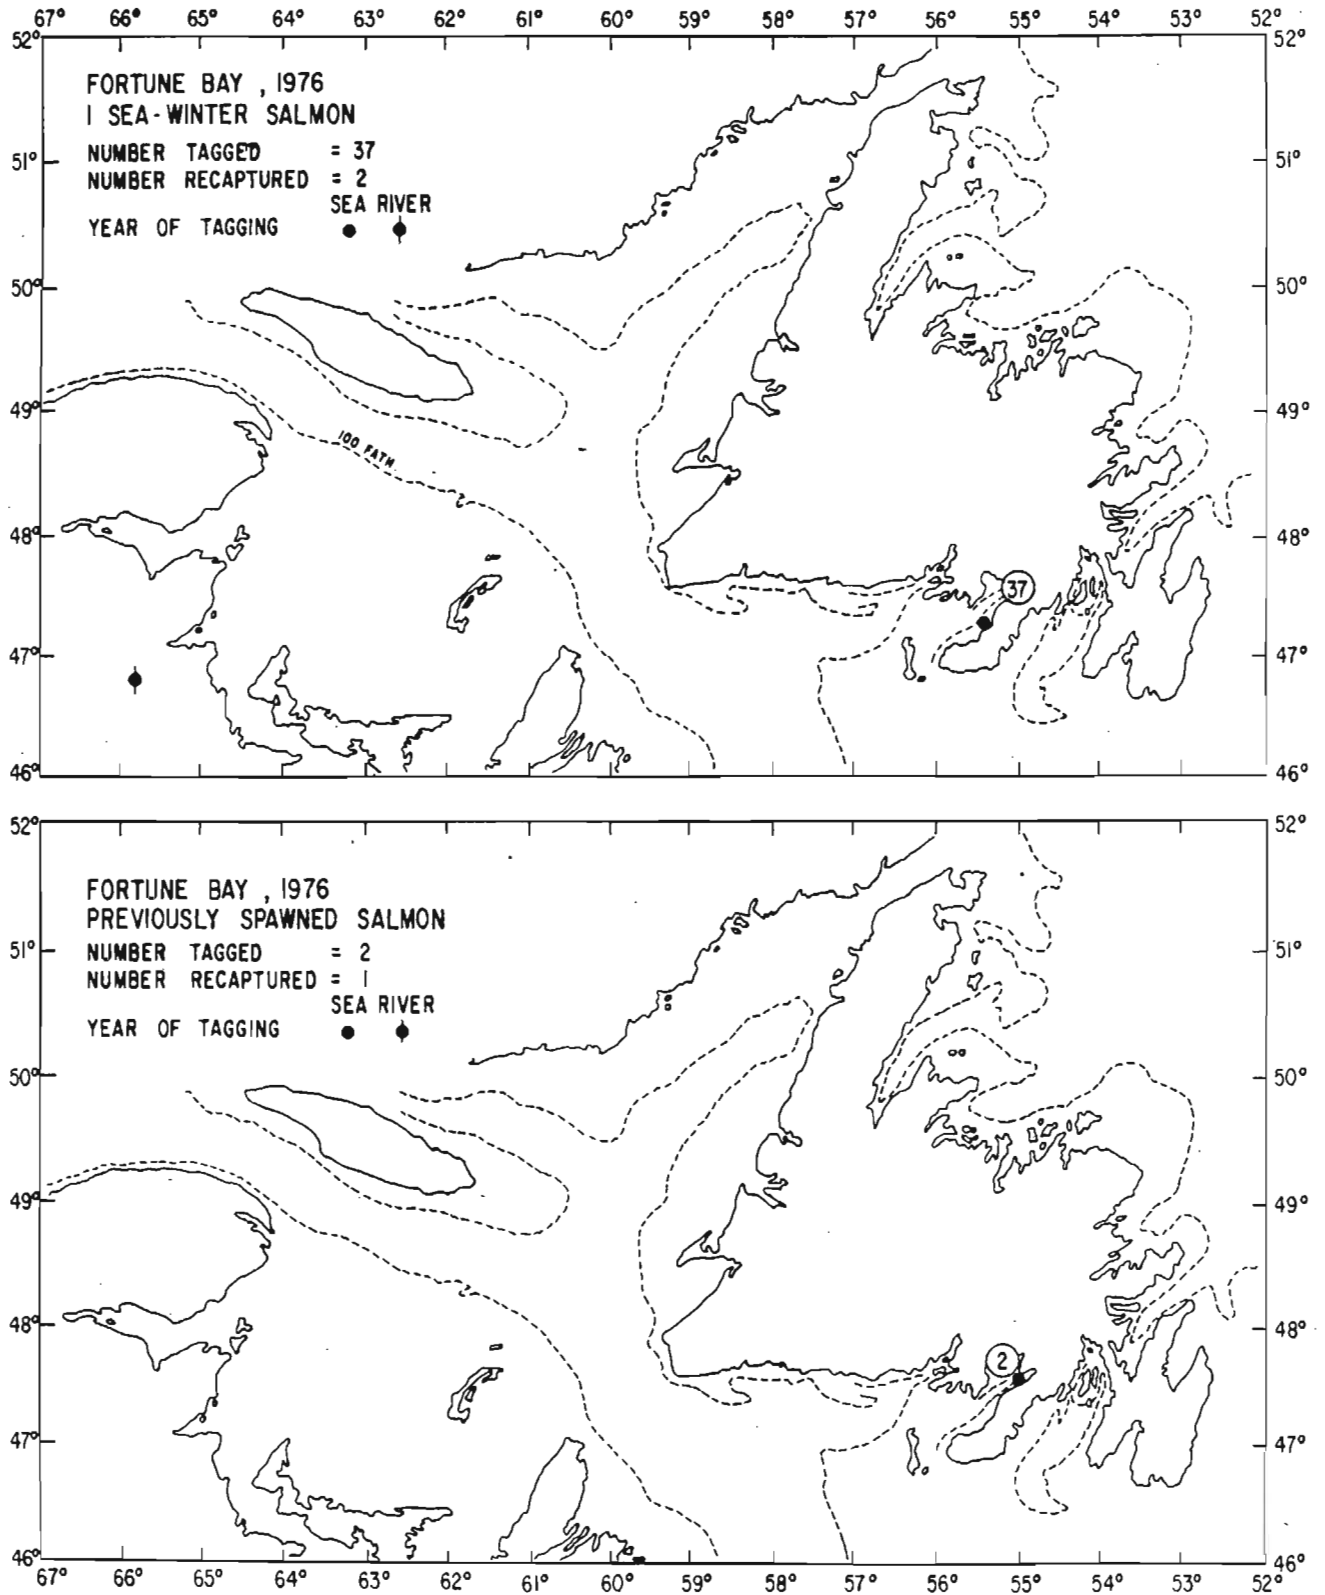 67° 66° 65° 64° 63° 62° 61° 60° 59° 58° 57° 56° 55° 54° 53° 52°
52° 52°
FORTUNE BAY , 1976
1 SEA-WINTER SALMON
NUMBER TAGGED = 37
51° 51°
NUMBER RECAPTURED = 2
SEA RIVER
YEAR OF TAGGING
50° 50°
49° 49°
100 FATH.
48° 48°
37
47° 47°
46° 46°
52° 52°
FORTUNE BAY , 1976
PREVIOUSLY SPAWNED SALMON
51° 51°
NUMBER TAGGED = 2
NUMBER RECAPTURED = 1
SEA RIVER
YEAR OF TAGGING
50° 50°
49° 49°
48° 48°
2
47° 47°
46° 46°
67° 66° 65° 64° 63° 62° 61° 60° 59° 58° 57° 56° 55° 54° 53° 52°